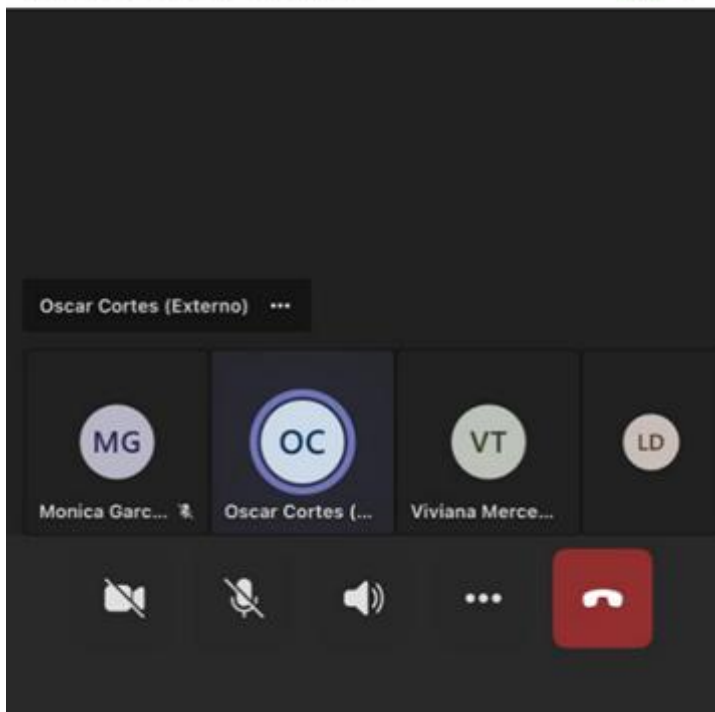 Oscar Cortes (Externo) •••
MG
OC
VT
LD
Monica Garc...
Oscar Cortes (...
Viviana Merce...